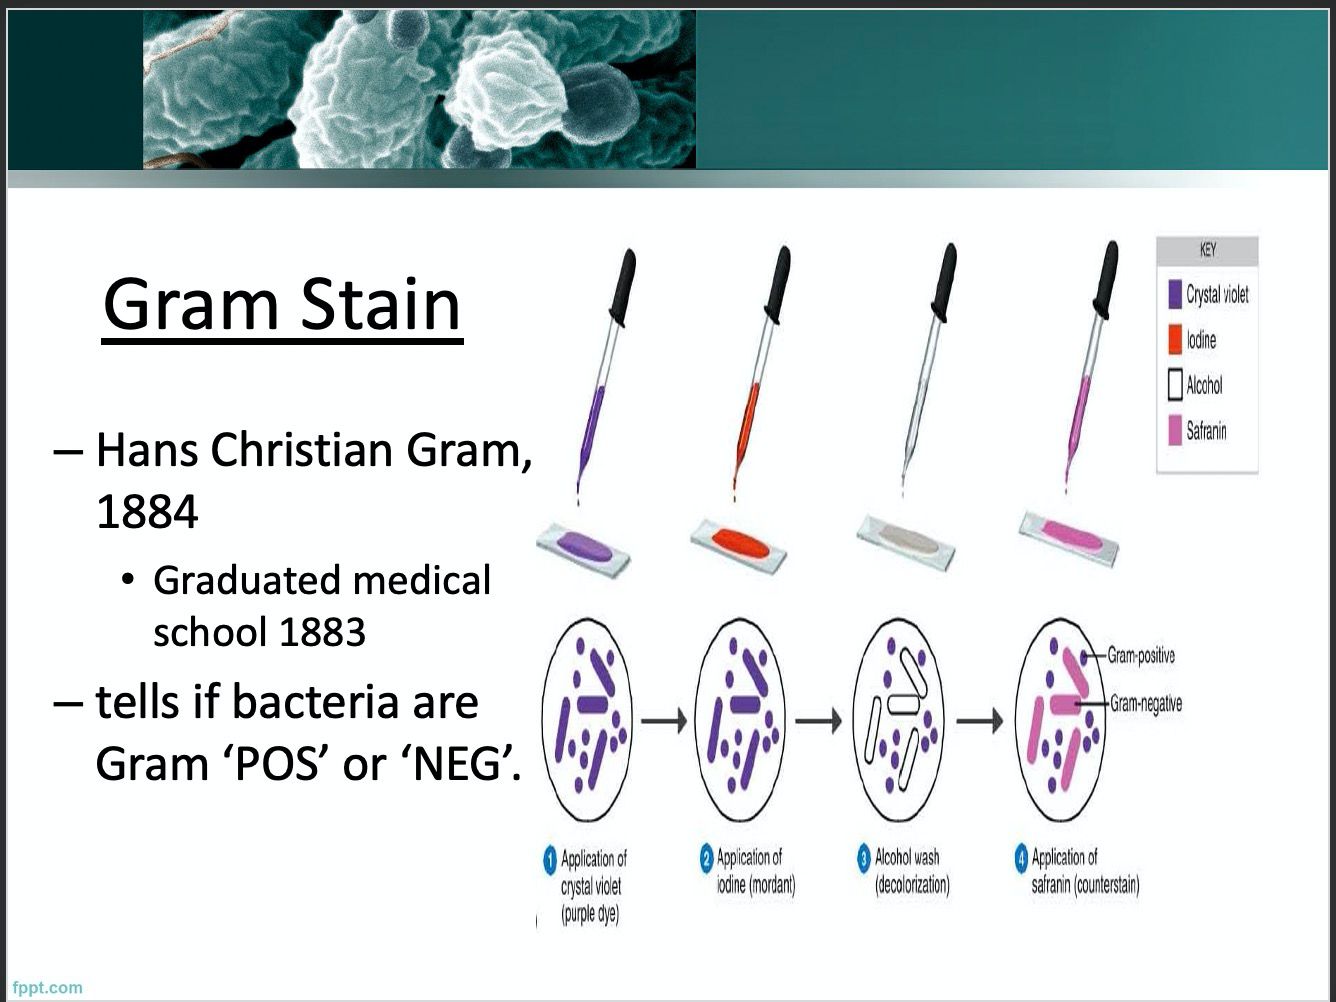 Gram Stain
– Hans Christian Gram,
1884
• Graduated medical
school 1883
– tells if bacteria are
Gram ‘POS’ or ‘NEG’.
KEY
Crystal violet
Iodine
Alcohol
Safranin
Gram-positive
Gram-negative
1 Application of
crystal violet
(purple dye)
2 Application of
iodine (mordant)
3 Alcohol wash
(decolorization)
4 Application of
safranin (counterstain)
fppt.com